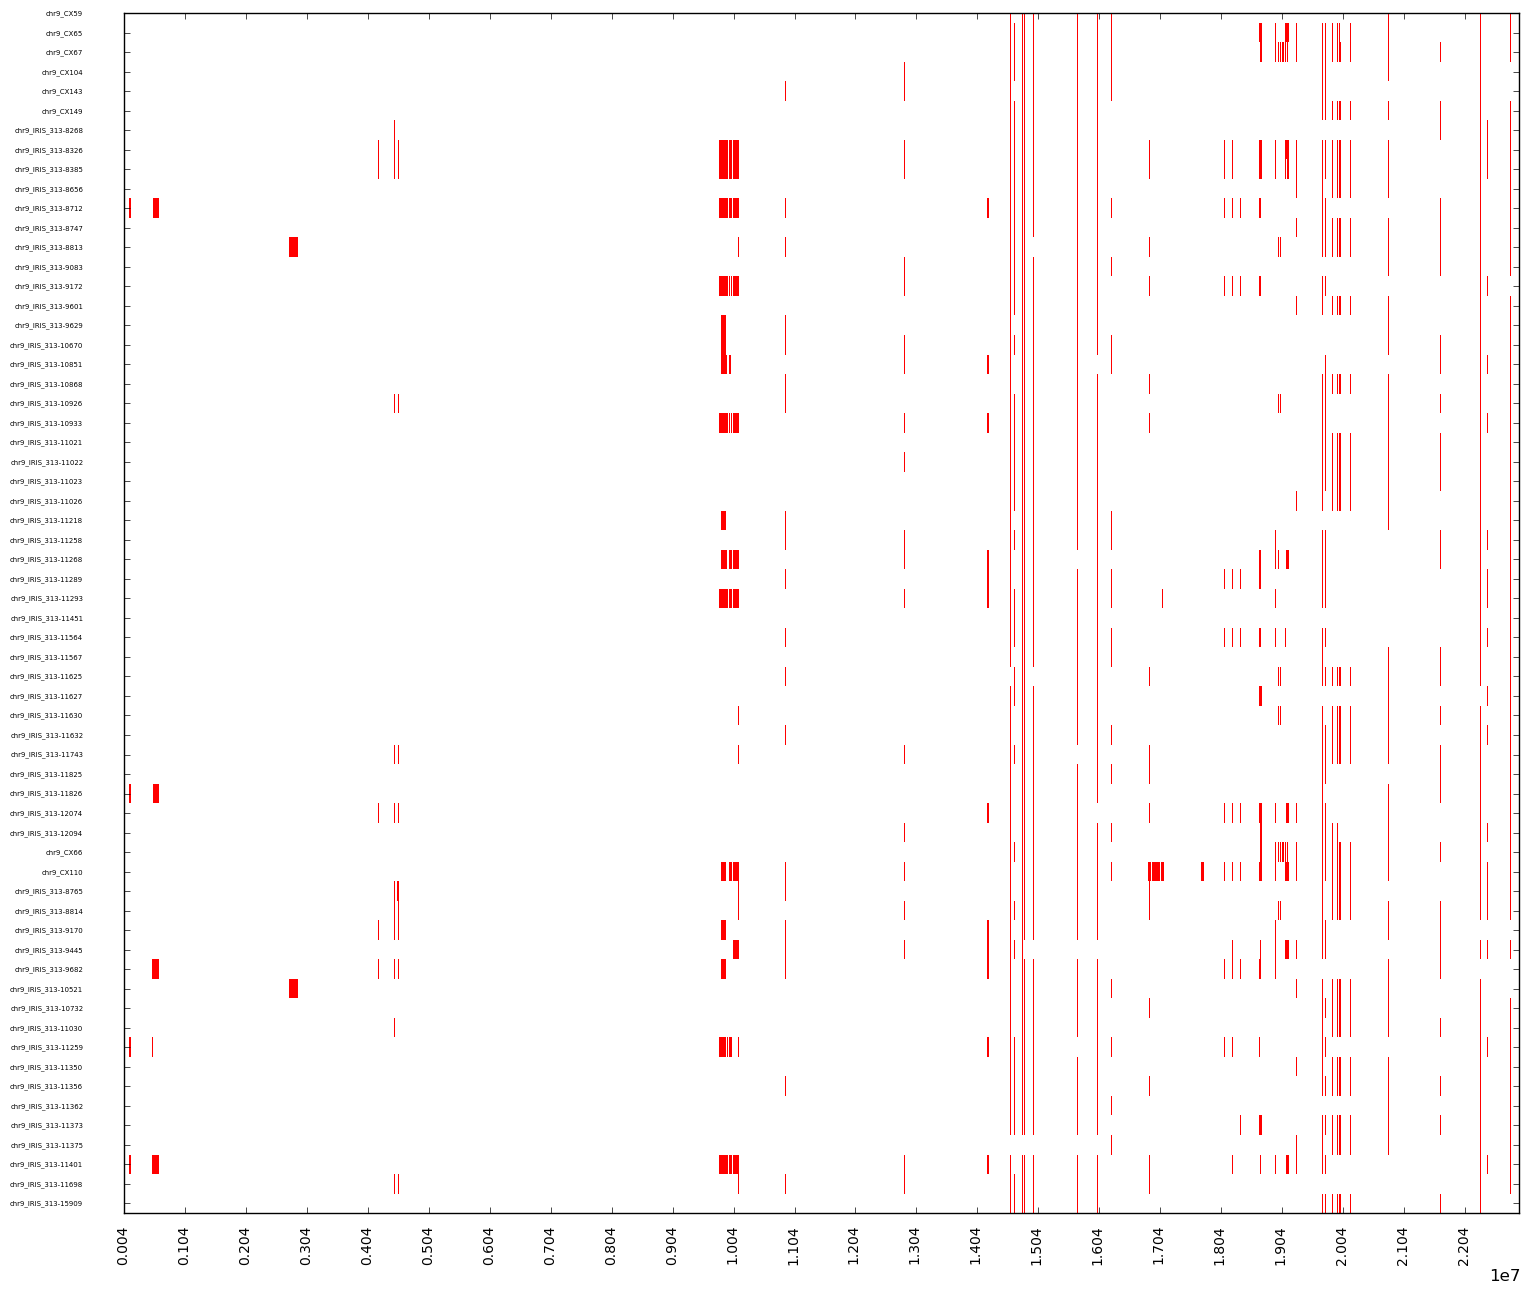 chr9_CX59
chr9_CX65
chr9_CX67
chr9_CX104
chr9_CX143
chr9_CX149
chr9_IRIS_313-8268
chr9_IRIS_313-8326
chr9_IRIS_313-8385
chr9_IRIS_313-8656
chr9_IRIS_313-8712
chr9_IRIS_313-8747
chr9_IRIS_313-8813
chr9_IRIS_313-9083
chr9_IRIS_313-9172
chr9_IRIS_313-9601
chr9_IRIS_313-9629
chr9_IRIS_313-10670
chr9_IRIS_313-10851
chr9_IRIS_313-10868
chr9_IRIS_313-10926
chr9_IRIS_313-10933
chr9_IRIS_313-11021
chr9_IRIS_313-11022
chr9_IRIS_313-11023
chr9_IRIS_313-11026
chr9_IRIS_313-11218
chr9_IRIS_313-11258
chr9_IRIS_313-11268
chr9_IRIS_313-11289
chr9_IRIS_313-11293
chr9_IRIS_313-11451
chr9_IRIS_313-11564
chr9_IRIS_313-11567
chr9_IRIS_313-11625
chr9_IRIS_313-11627
chr9_IRIS_313-11630
chr9_IRIS_313-11632
chr9_IRIS_313-11743
chr9_IRIS_313-11825
chr9_IRIS_313-11826
chr9_IRIS_313-12074
chr9_IRIS_313-12094
chr9_CX66
chr9_CX110
chr9_IRIS_313-8765
chr9_IRIS_313-8814
chr9_IRIS_313-9170
chr9_IRIS_313-9445
chr9_IRIS_313-9682
chr9_IRIS_313-10521
chr9_IRIS_313-10732
chr9_IRIS_313-11030
chr9_IRIS_313-11259
chr9_IRIS_313-11350
chr9_IRIS_313-11356
chr9_IRIS_313-11362
chr9_IRIS_313-11373
chr9_IRIS_313-11375
chr9_IRIS_313-11401
chr9_IRIS_313-11698
chr9_IRIS_313-15909
0.004 0.104 0.204 0.304 0.404 0.504 0.604 0.704 0.804 0.904 1.004 1.104 1.204 1.304 1.404 1.504 1.604 1.704 1.804 1.904 2.004 2.104 2.204
1e7